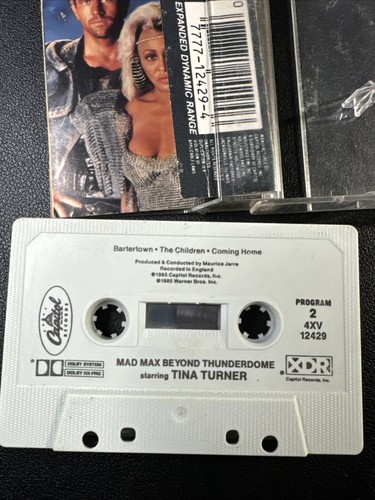 EXPANDED DYNAMIC RANGE
7777-12429-4
0
Bartertown • The Children • Coming Home
Produced & Conducted by Maurice Jarre
Recorded in England
℗1985 Capitol Records, Inc.
©1985 Warner Bros. Inc.
Capitol
RECORDS
PROGRAM
2
4XV
12429
DOLBY SYSTEM
DOLBY HX PRO
MAD MAX BEYOND THUNDERDOME
starring TINA TURNER
XDR
Capitol Records, Inc.